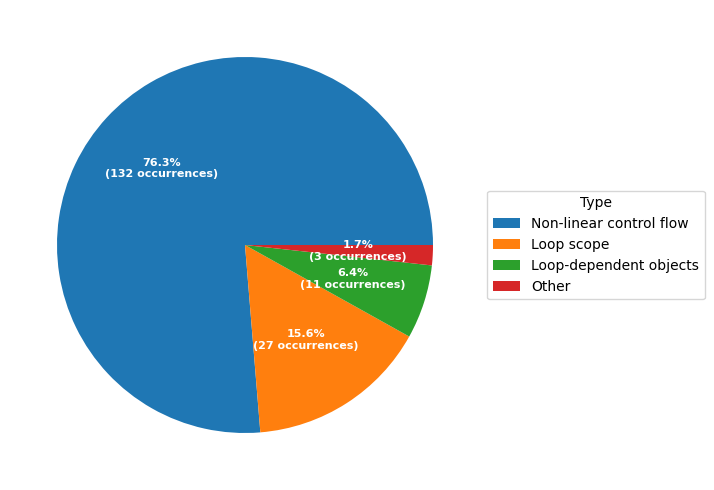 76.3%
(132 occurrences)
1.7%
(3 occurrences)
6.4%
(11 occurrences)
15.6%
(27 occurrences)
Type
Non-linear control flow
Loop scope
Loop-dependent objects
Other